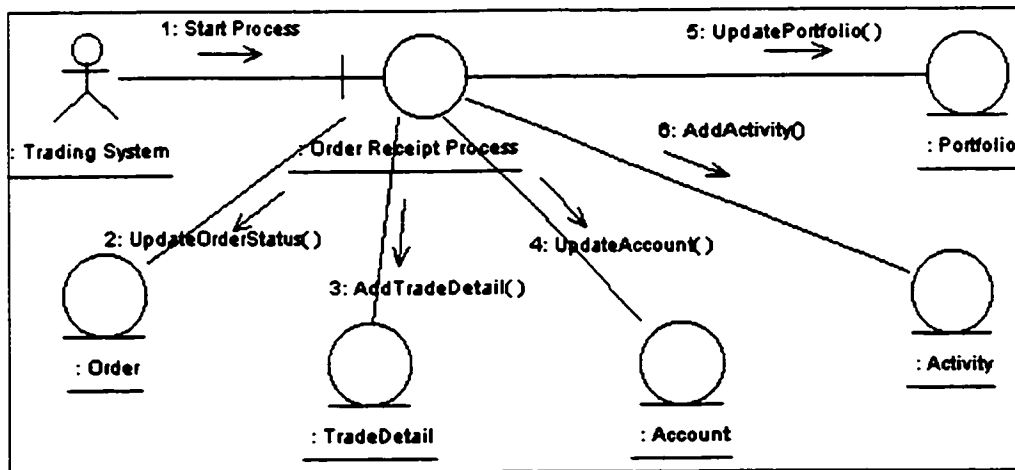 1: Start Process
5: UpdatePortfolio()
6: AddActivity()
: Trading System
: Order Receipt Process
: Portfolio
2: UpdateOrderStatus()
4: UpdateAccount()
3: AddTradeDetail()
: Order
: Activity
: TradeDetail
: Account